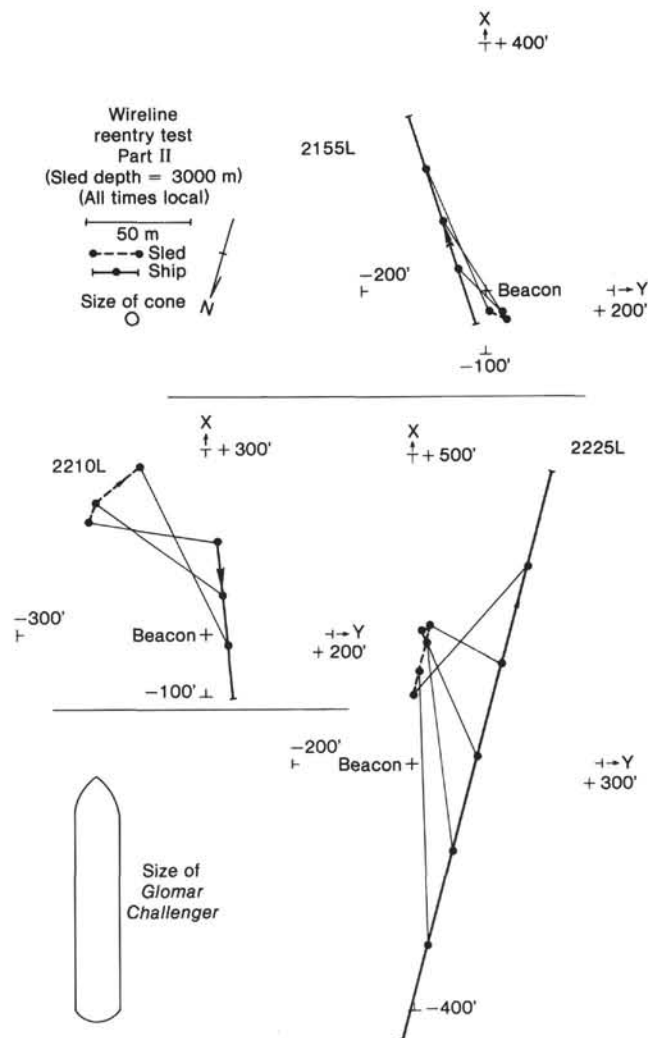 X
+ 400'
Wireline
reentry test
Part II
(Sled depth = 3000 m)
(All times local)
50 m
Sled
Ship
Size of cone
N
2155L
-200'
Beacon
Y
+ 200'
-100'
X
+ 300'
2210L
-300'
Beacon
Y
+ 200'
-100'
X
+ 500'
2225L
-200'
Beacon
Y
+ 300'
-400'
Size of
Glomar
Challenger